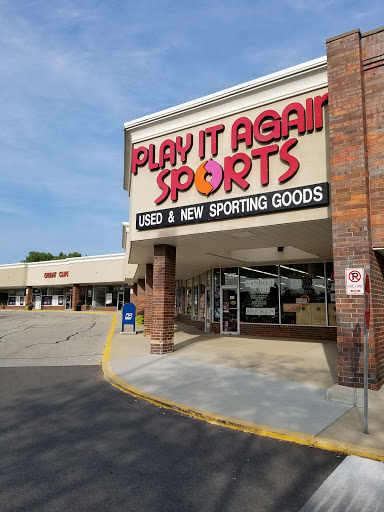 PLAY IT AGAIN
SPORTS
USED & NEW SPORTING GOODS
GREAT CLIPS